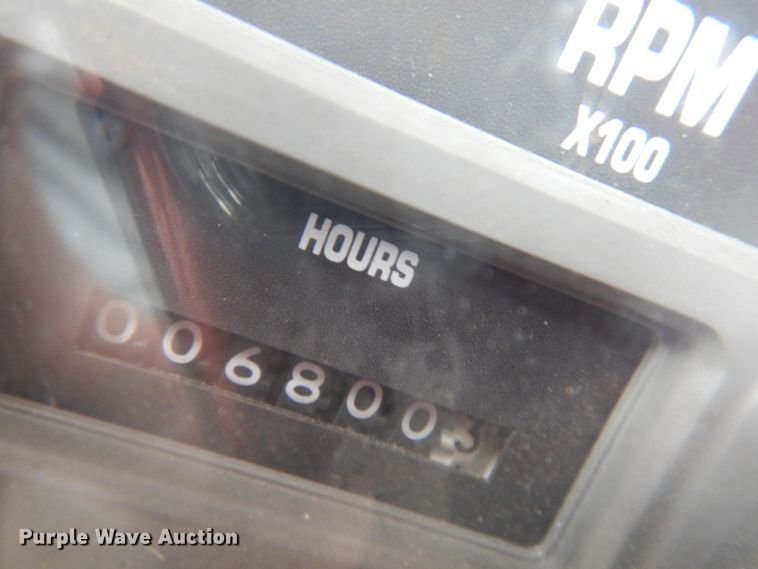 RPM
X100
HOURS
0068003
Purple Wave Auction